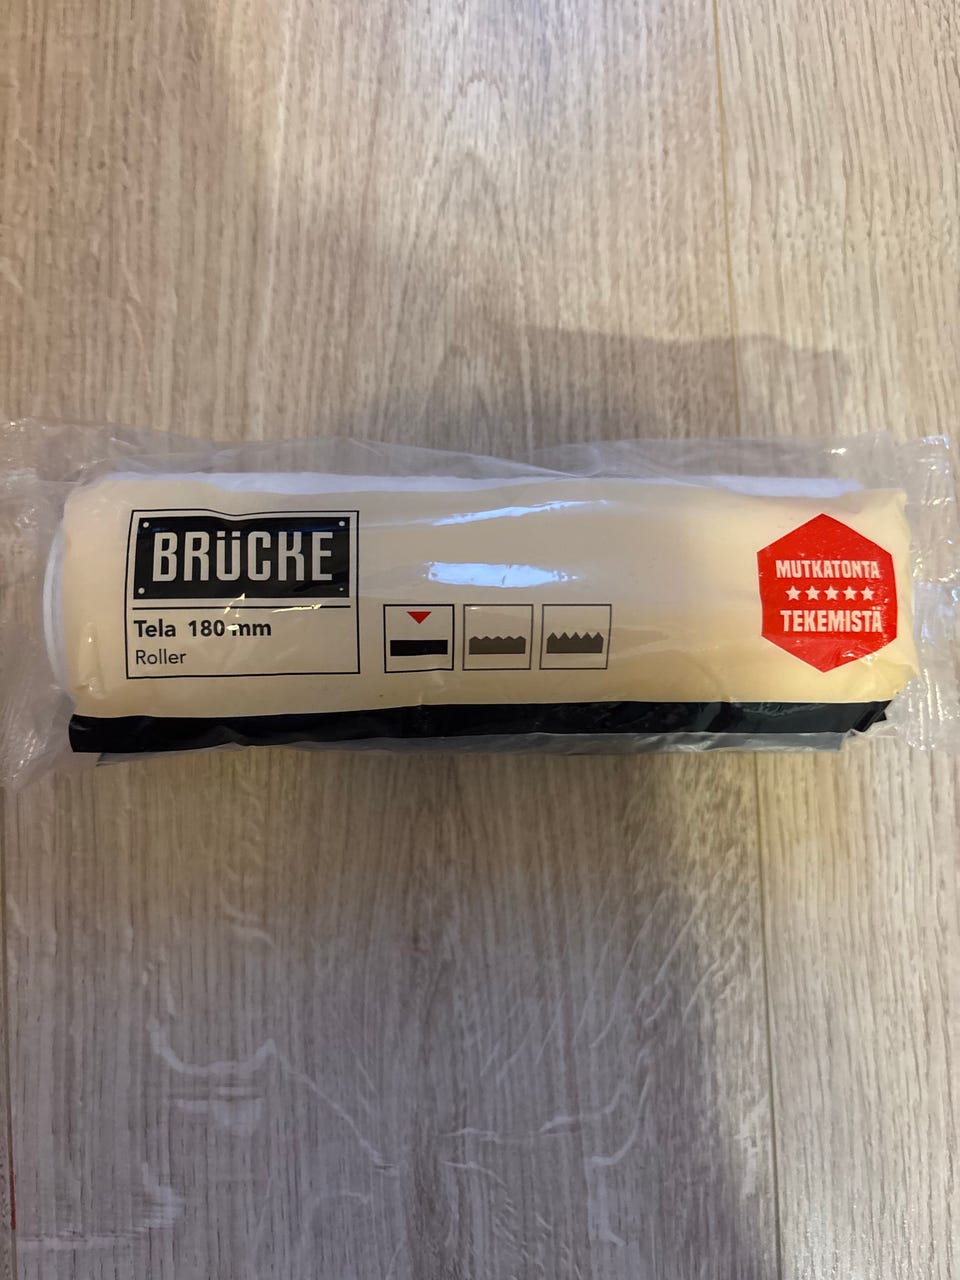 BRÜCKE
Tela 180 mm
Roller
MUTKATONTA
★★★★★
TEKEMISTÄ